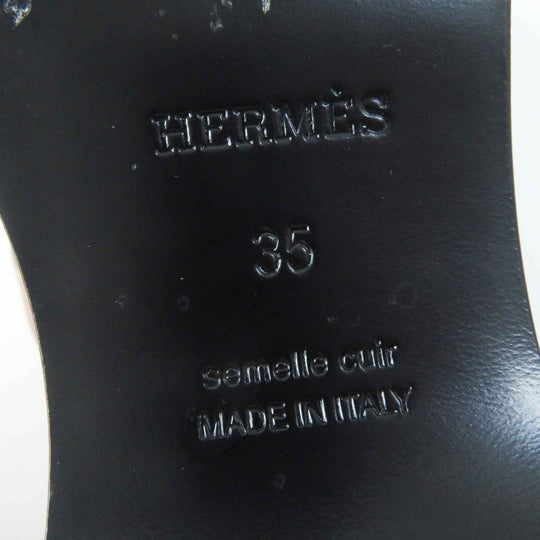 HERMÈS
35
semelle cuir
MADE IN ITALY